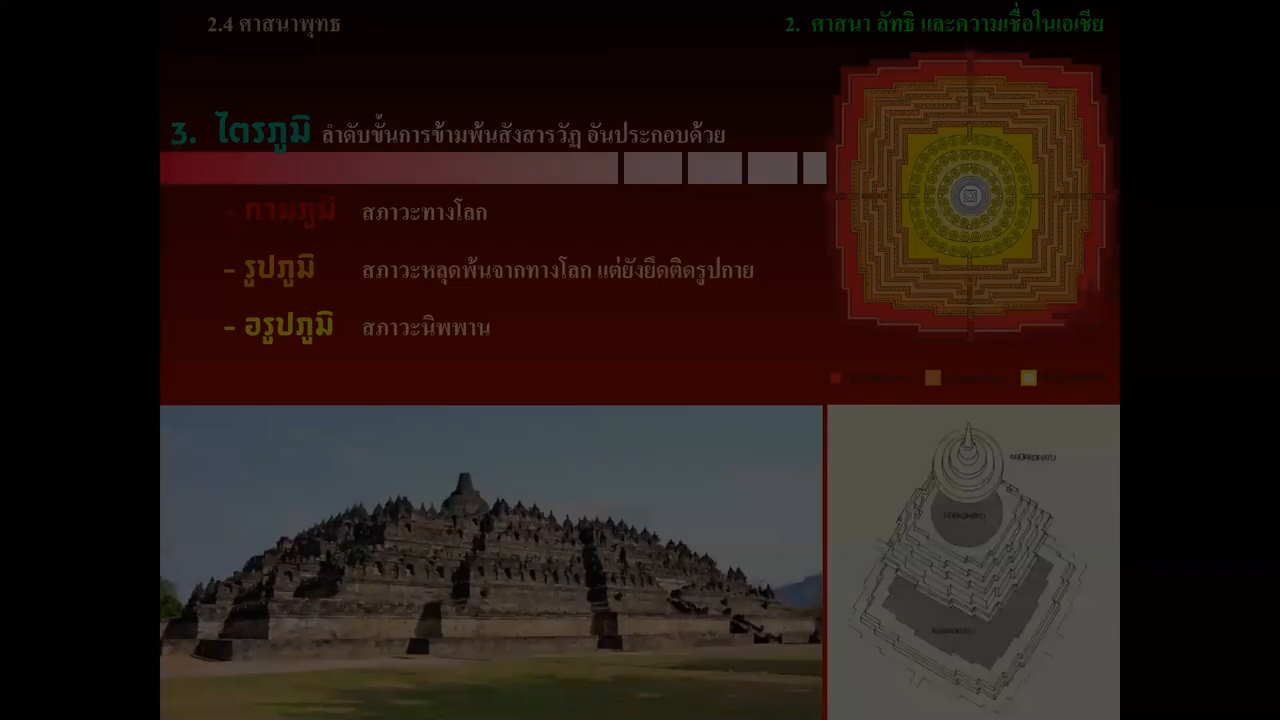 2.4 ศาสนาพุทธ
2. ศาสนา ลัทธิ และความเชื่อในเอเชีย
3. ไตรภูมิ ลำดับขั้นการข้ามพ้นสังสารวัฏ อันประกอบด้วย
- กามภูมิ สภาวะทางโลก
- รูปภูมิ สภาวะหลุดพ้นจากทางโลก แต่ยังยึดติดรูปกาย
- อรูปภูมิ สภาวะนิพพาน